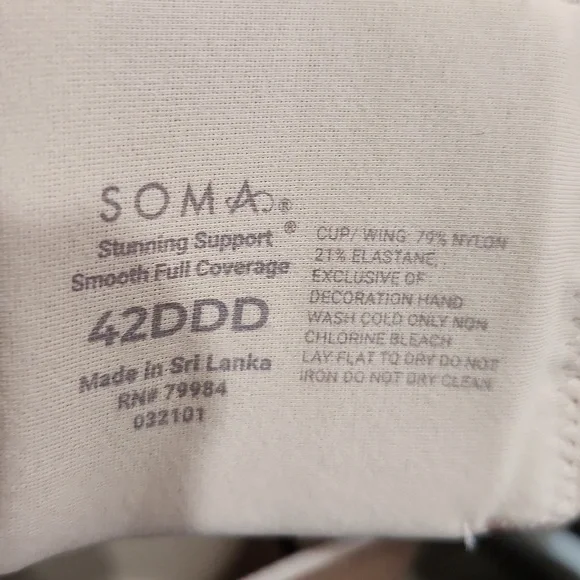 SOMA®
Stunning Support ®
Smooth Full Coverage
42DDD
Made in Sri Lanka
RN# 79984
032101
CUP/ WING: 79% NYLON
21% ELASTANE,
EXCLUSIVE OF
DECORATION HAND
WASH COLD ONLY NON
CHLORINE BLEACH
LAY FLAT TO DRY DO NOT
IRON DO NOT DRY CLEAN